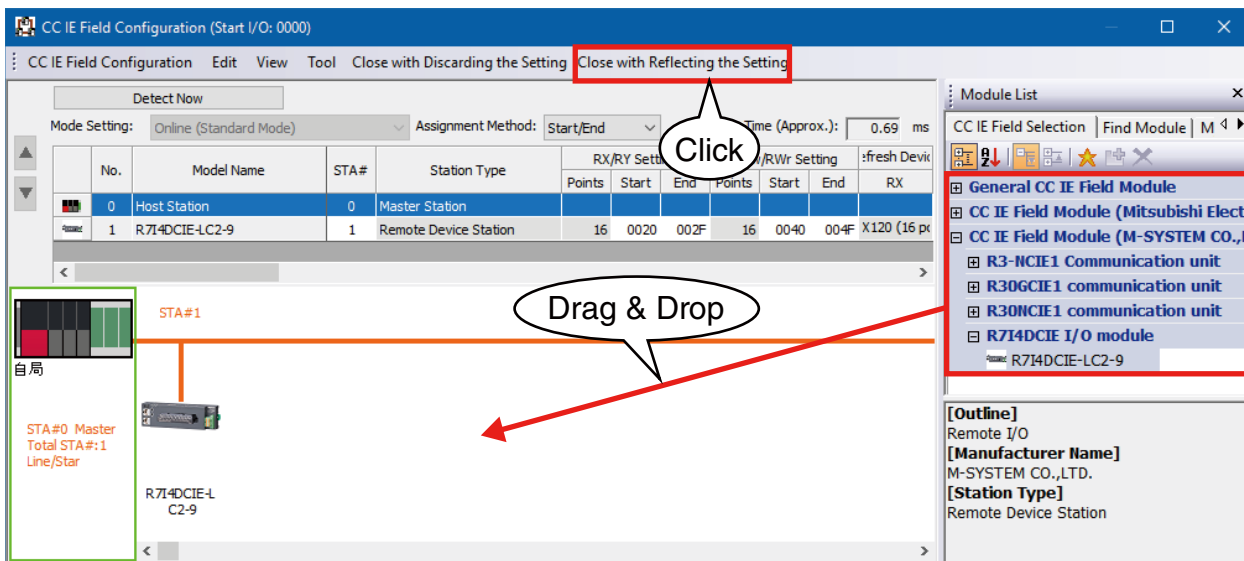 CC IE Field Configuration (Start I/O: 0000)
CC IE Field Configuration Edit View Tool Close with Discarding the Setting Close with Reflecting the Setting
Detect Now
Mode Setting: Online (Standard Mode) Assignment Method: Start/End Time (Approx.): 0.69 ms
Click
No. Model Name STA# Station Type RX/RY Setting /RWr Setting
Points Start End Points Start End RX
0 Host Station 0 Master Station
1 R7I4DCIE-LC2-9 1 Remote Device Station 16 0020 002F 16 0040 004F X120 (16
Drag & Drop
STA#1
自局
STA#0 Master
Total STA#:1
Line/Star
R7I4DCIE-L
C2-9
Module List
CC IE Field Selection Find Module M
General CC IE Field Module
CC IE Field Module (Mitsubishi Elect
CC IE Field Module (M-SYSTEM CO.,
R3-NCIE1 Communication unit
R30GCIE1 communication unit
R30NCIE1 communication unit
R7I4DCIE I/O module
R7I4DCIE-LC2-9
[Outline]
Remote I/O
[Manufacturer Name]
M-SYSTEM CO.,LTD.
[Station Type]
Remote Device Station